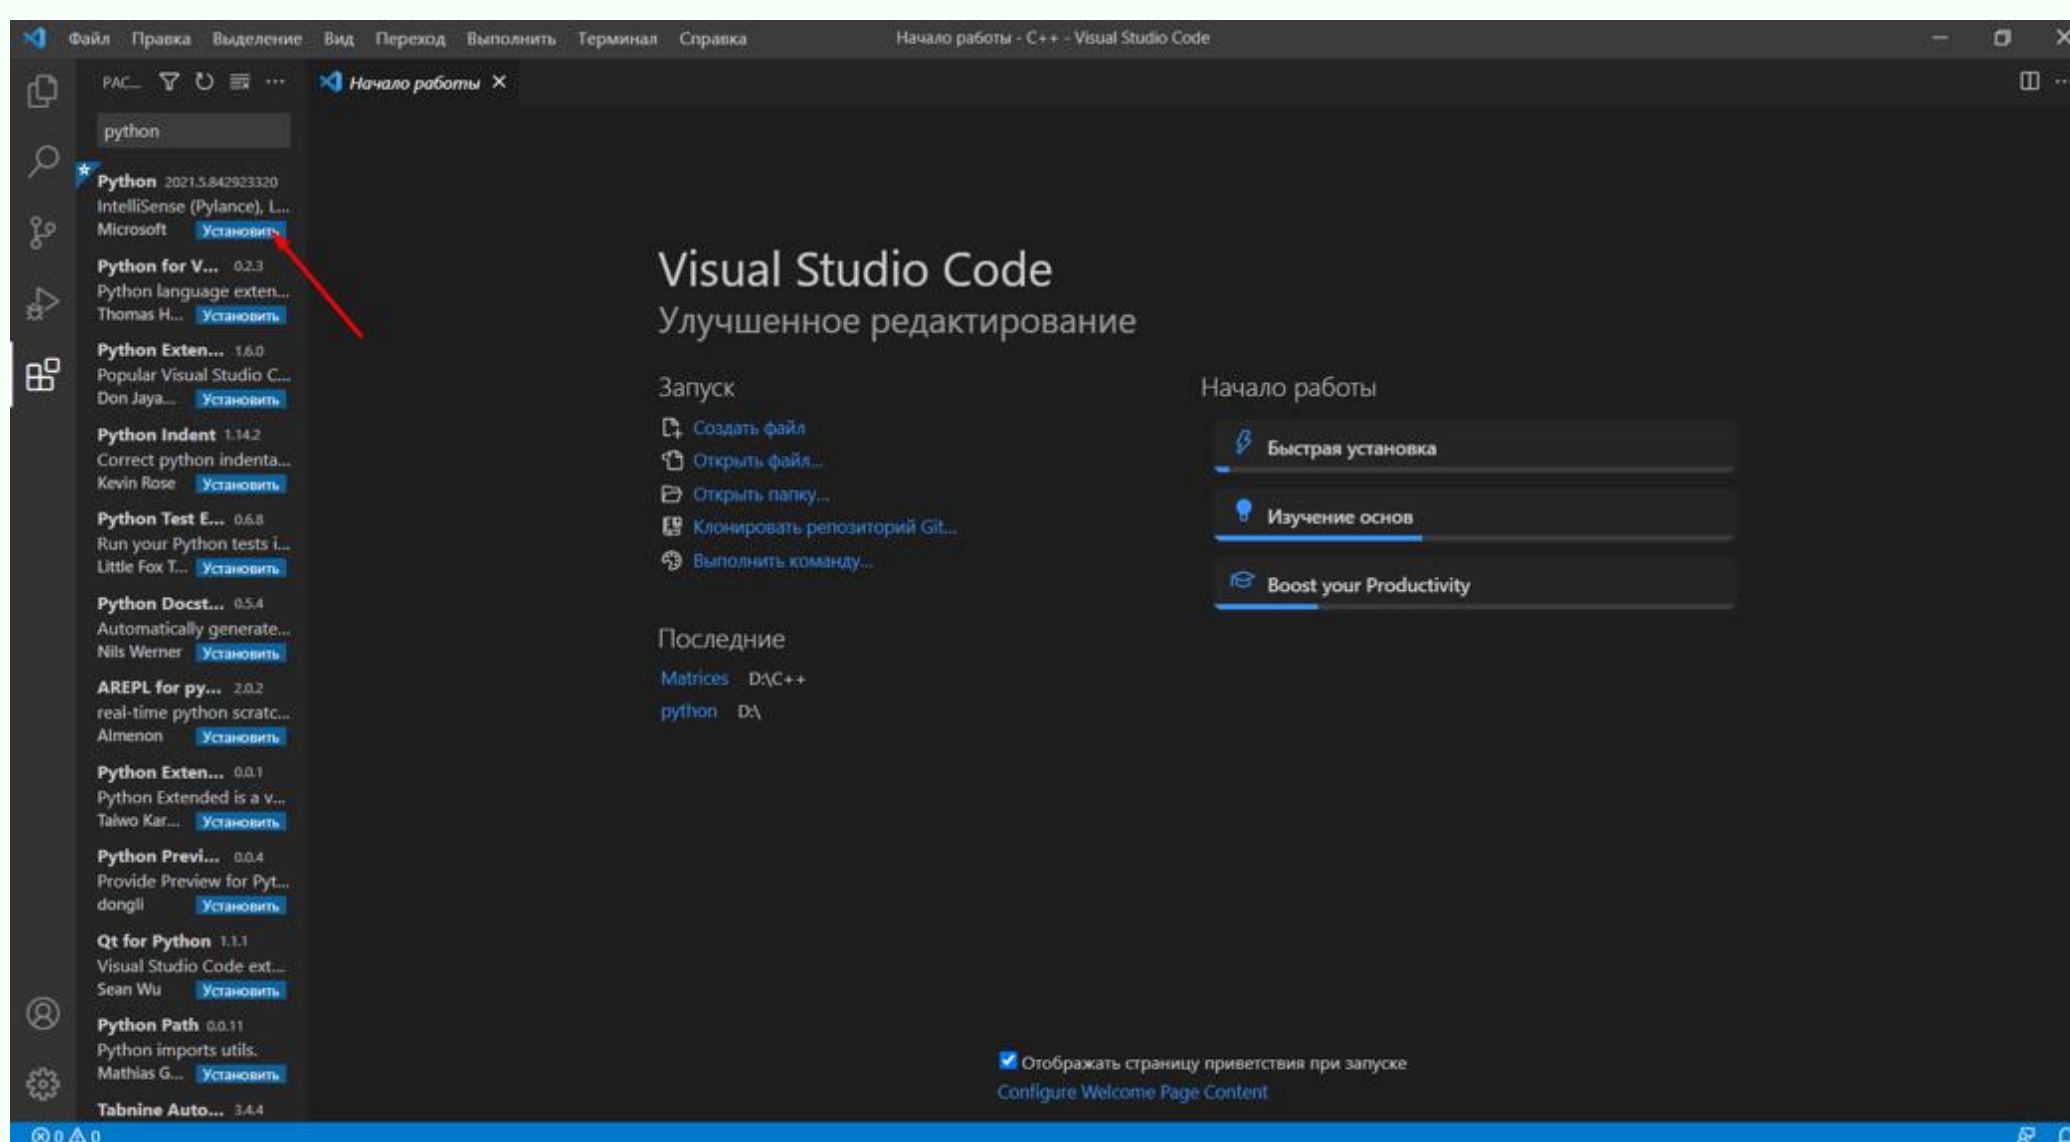 Файл Правка Выделение Вид Переход Выполнить Терминал Справка
Начало работы - C++ - Visual Studio Code
РАС...
Начало работы
python
Python 2021.5.842923320
IntelliSense (Pylance), L...
Microsoft Установить
Python for V... 0.2.3
Python language exten...
Thomas H... Установить
Python Exten... 1.6.0
Popular Visual Studio C...
Don Jaya... Установить
Python Indent 1.14.2
Correct python indenta...
Kevin Rose Установить
Python Test E... 0.6.8
Run your Python tests i...
Little Fox T... Установить
Python Docst... 0.5.4
Automatically generate...
Nils Werner Установить
AREPL for py... 2.0.2
real-time python scratc...
Almenon Установить
Python Exten... 0.0.1
Python Extended is a v...
Taiwo Kar... Установить
Python Previ... 0.0.4
Provide Preview for Pyt...
dongli Установить
Qt for Python 1.1.1
Visual Studio Code ext...
Sean Wu Установить
Python Path 0.0.11
Python imports utils.
Mathias G... Установить
Tabnine Auto... 3.4.4
Visual Studio Code
Улучшенное редактирование
Запуск
Создать файл
Открыть файл...
Открыть папку...
Клонировать репозиторий Git...
Выполнить команду...
Последние
Matrices D:\C++
python D:\
Начало работы
Быстрая установка
Изучение основ
Boost your Productivity
Отображать страницу приветствия при запуске
Configure Welcome Page Content
0 0